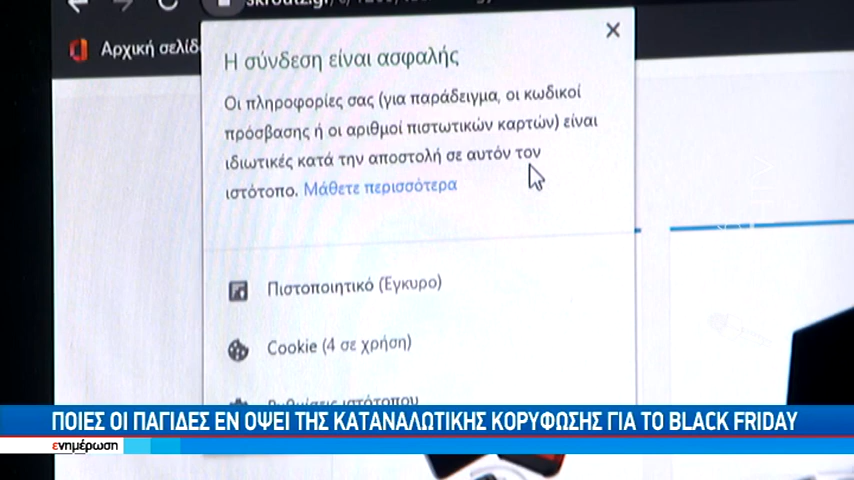 Αρχική σελίδ
Η σύνδεση είναι ασφαλής
Οι πληροφορίες σας (για παράδειγμα, οι κωδικοί
πρόσβασης ή οι αριθμοί πιστωτικών καρτών) είναι
ιδιωτικές κατά την αποστολή σε αυτόν τον
ιστότοπο. Μάθετε περισσότερα
Πιστοποιητικό (Έγκυρο)
Cookie (4 σε χρήση)
Ρυθμίσεις ιστότοπου
ΠΟΙΕΣ ΟΙ ΠΑΓΙΔΕΣ ΕΝ ΟΨΕΙ ΤΗΣ ΚΑΤΑΝΑΛΩΤΙΚΗΣ ΚΟΡΥΦΩΣΗΣ ΓΙΑ ΤΟ BLACK FRIDAY
ενημέρωση